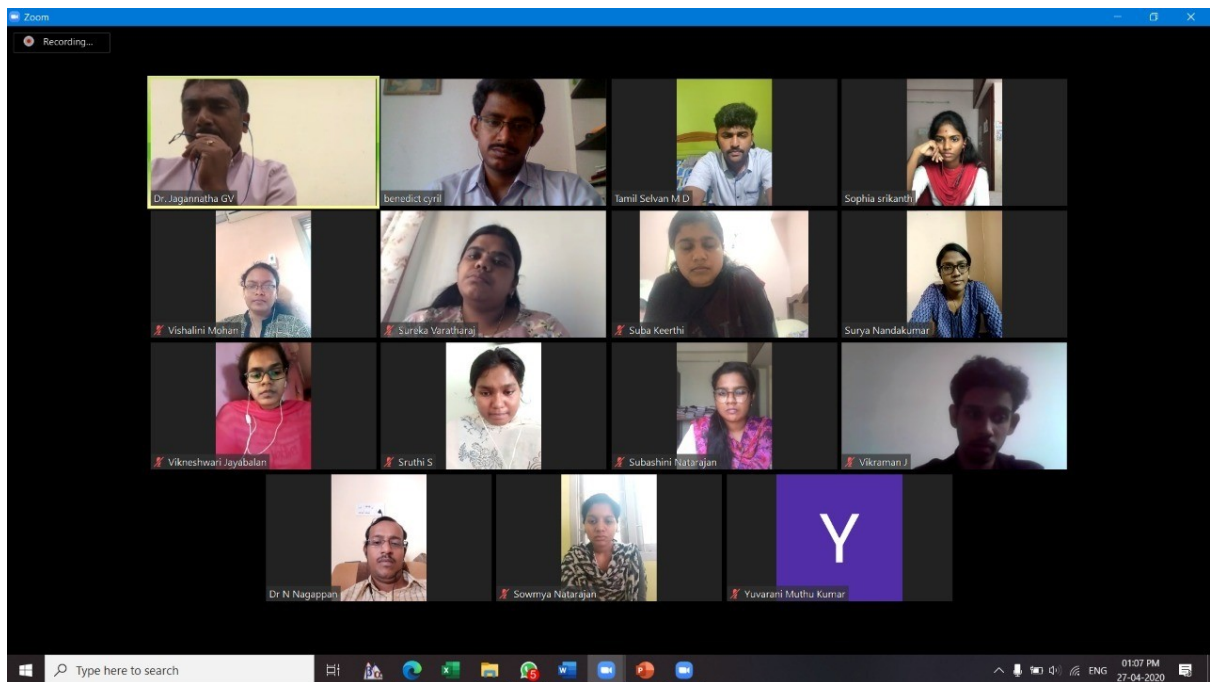 Zoom
Recording...
Dr. Jagannatha GV
benedict cyril
Tamil Selvan M D
Sophia srikanth
Vishalini Mohan
Sureka Varatharaj
Suba Keerthi
Surya Nandakumar
Vikneshwari Jayabalan
Sruthi S
Subashini Natarajan
Vikraman J
Dr N Nagappan
Sowmya Natarajan
Y
Yuvarani Muthu Kumar
Type here to search
5
ENG
01:07 PM
27-04-2020